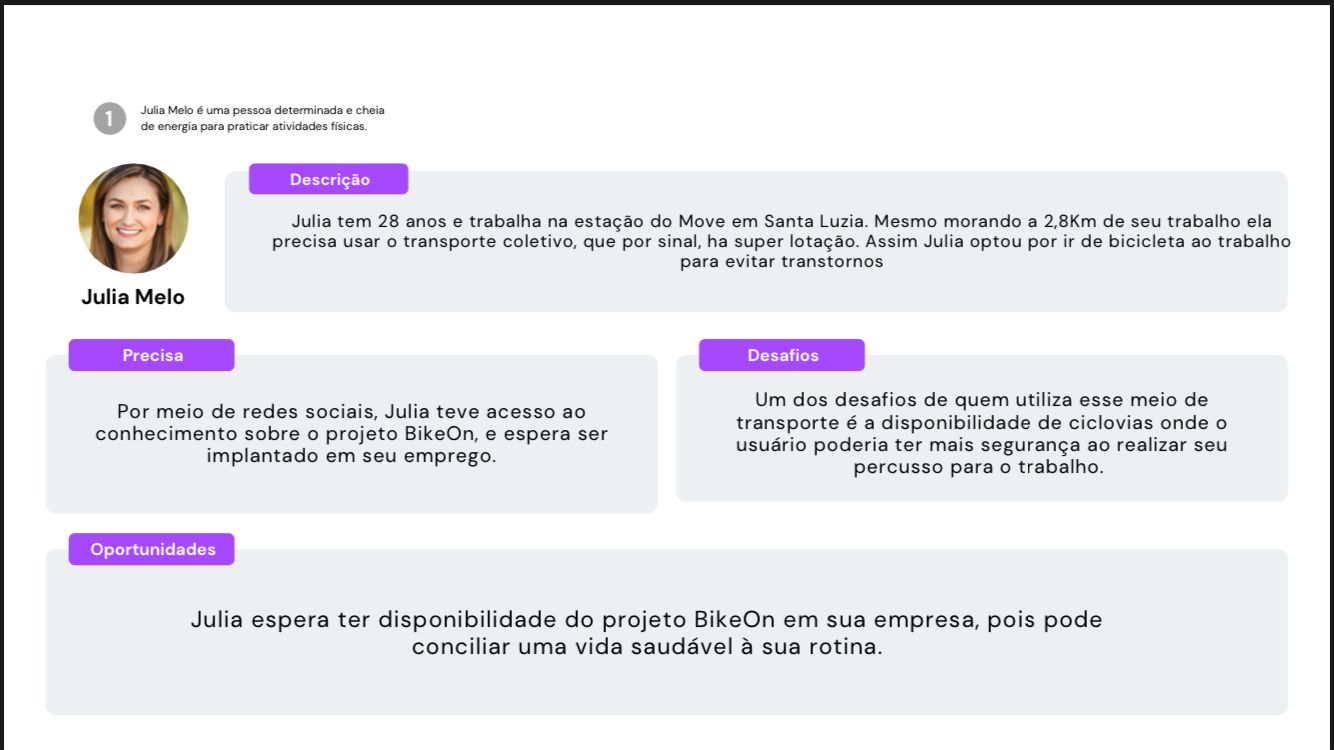 1
Julia Melo é uma pessoa determinada e cheia
de energia para praticar atividades físicas.
Julia Melo
Descrição
Julia tem 28 anos e trabalha na estação do Move em Santa Luzia. Mesmo morando a 2,8Km de seu trabalho ela
precisa usar o transporte coletivo, que por sinal, ha super lotação. Assim Julia optou por ir de bicicleta ao trabalho
para evitar transtornos
Precisa
Por meio de redes sociais, Julia teve acesso ao
conhecimento sobre o projeto BikeOn, e espera ser
implantado em seu emprego.
Desafios
Um dos desafios de quem utiliza esse meio de
transporte é a disponibilidade de ciclovias onde o
usuário poderia ter mais segurança ao realizar seu
percusso para o trabalho.
Oportunidades
Julia espera ter disponibilidade do projeto BikeOn em sua empresa, pois pode
conciliar uma vida saudável à sua rotina.